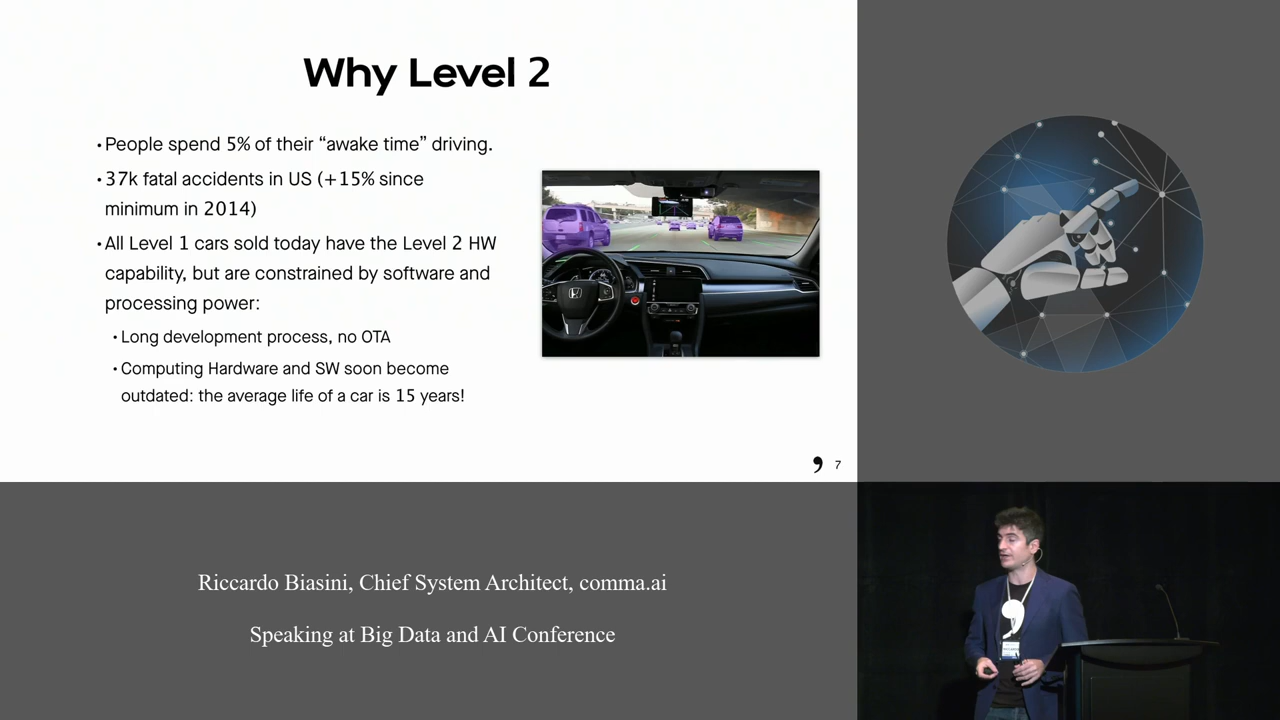 Why Level 2
• People spend 5% of their “awake time” driving.
• 37k fatal accidents in US (+15% since
minimum in 2014)
• All Level 1 cars sold today have the Level 2 HW
capability, but are constrained by software and
processing power:
• Long development process, no OTA
• Computing Hardware and SW soon become
outdated: the average life of a car is 15 years!
7
Riccardo Biasini, Chief System Architect, comma.ai
Speaking at Big Data and AI Conference